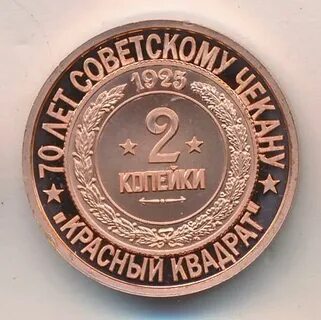 70 ЛЕТ СОВЕТСКОМУ ЧЕКАНУ
1925
2
КОПЕЙКИ
"КРАСНЫЙ КВАДРАТ"